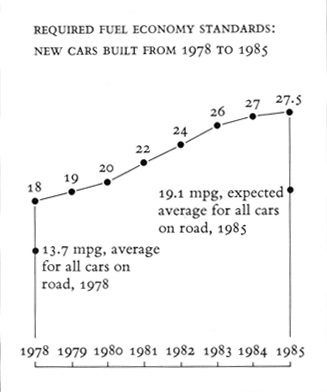 REQUIRED FUEL ECONOMY STANDARDS:
NEW CARS BUILT FROM 1978 TO 1985
18
19
20
22
24
26
27
27.5
19.1 mpg, expected
average for all cars
on road, 1985
13.7 mpg, average
for all cars on
road, 1978
1978 1979 1980 1981 1982 1983 1984 1985